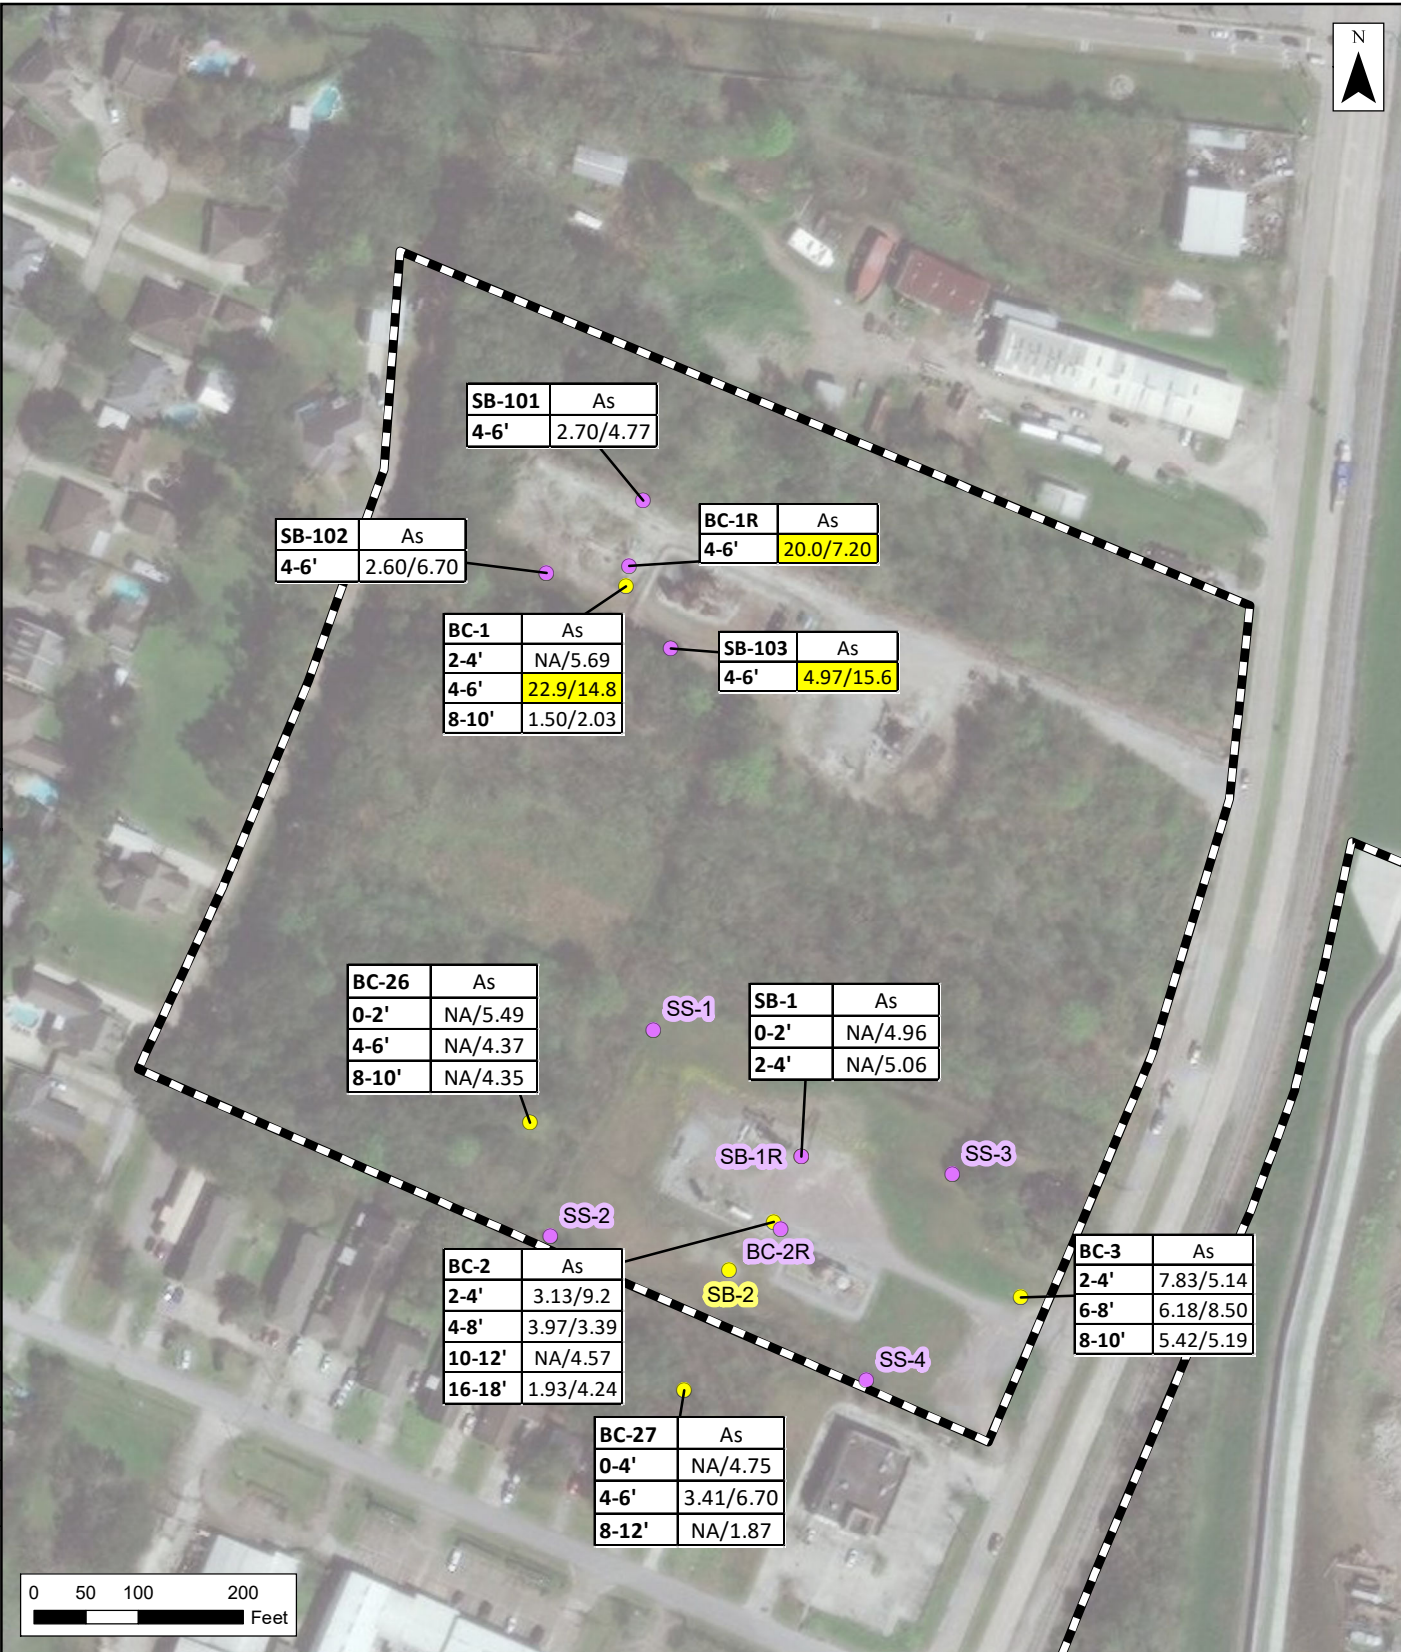 N
SB-101 As
4-6' 2.70/4.77
BC-1R As
4-6' 20.0/7.20
SB-102 As
4-6' 2.60/6.70
BC-1 As
2-4' NA/5.69
4-6' 22.9/14.8
8-10' 1.50/2.03
SB-103 As
4-6' 4.97/15.6
BC-26 As
0-2' NA/5.49
4-6' NA/4.37
8-10' NA/4.35
SS-1
SB-1 As
0-2' NA/4.96
2-4' NA/5.06
SB-1R
SS-3
SS-2
BC-2R
SB-2
BC-2 As
2-4' 3.13/9.2
4-8' 3.97/3.39
10-12' NA/4.57
16-18' 1.93/4.24
BC-3 As
2-4' 7.83/5.14
6-8' 6.18/8.50
8-10' 5.42/5.19
SS-4
BC-27 As
0-4' NA/4.75
4-6' 3.41/6.70
8-12' NA/1.87
0 50 100 200
Feet